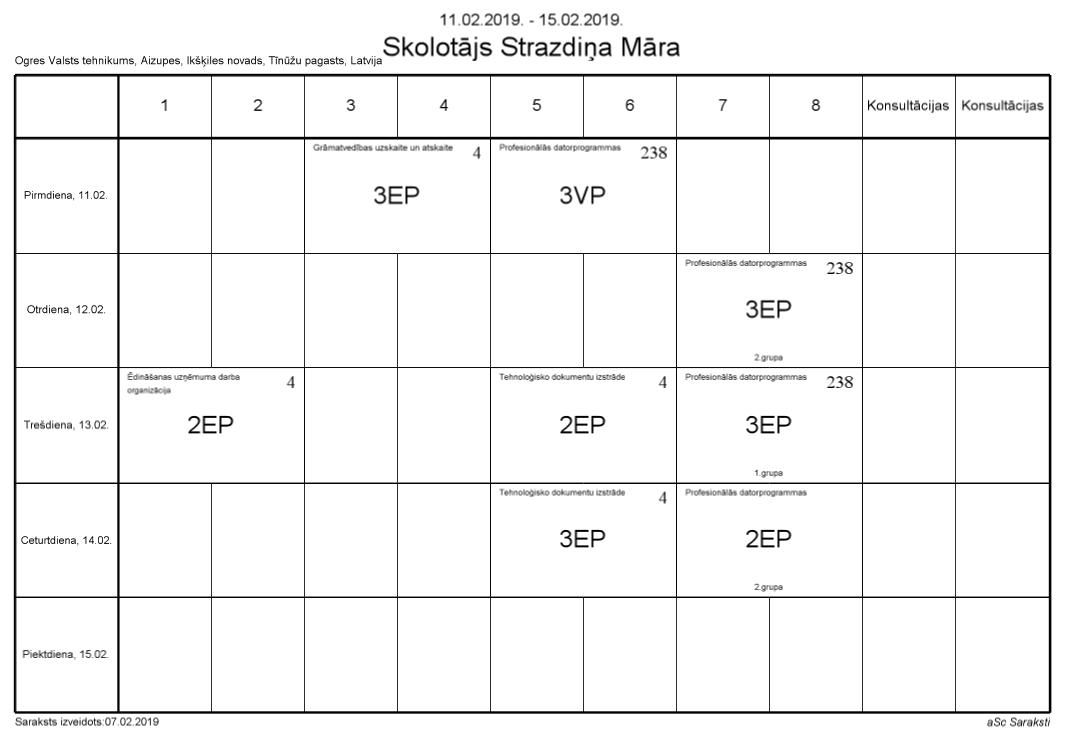 11.02.2019. - 15.02.2019.
Skolotājs Strazdiņa Māra
Ogres Valsts tehnikums, Aizupes, Ikšķiles novads, Tīnūžu pagasts, Latvija
1 2 3 4 5 6 7 8 Konsultācijas Konsultācijas
Pirmdiena, 11.02.
Grāmatvedības uzskaite un atskaite 4
3EP
Profesionālās datorprogrammas 238
3VP
Otrdiena, 12.02.
Profesionālās datorprogrammas 238
3EP
2.grupa
Trešdiena, 13.02.
Ēdināšanas uzņēmuma darba
organizācija
4
2EP
Tehnoloģisko dokumentu izstrāde 4
2EP
Profesionālās datorprogrammas 238
3EP
1.grupa
Ceturtdiena, 14.02.
Tehnoloģisko dokumentu izstrāde 4
3EP
Profesionālās datorprogrammas
2EP
2.grupa
Piektdiena, 15.02.
Saraksts izveidots:07.02.2019
aSc Saraksti